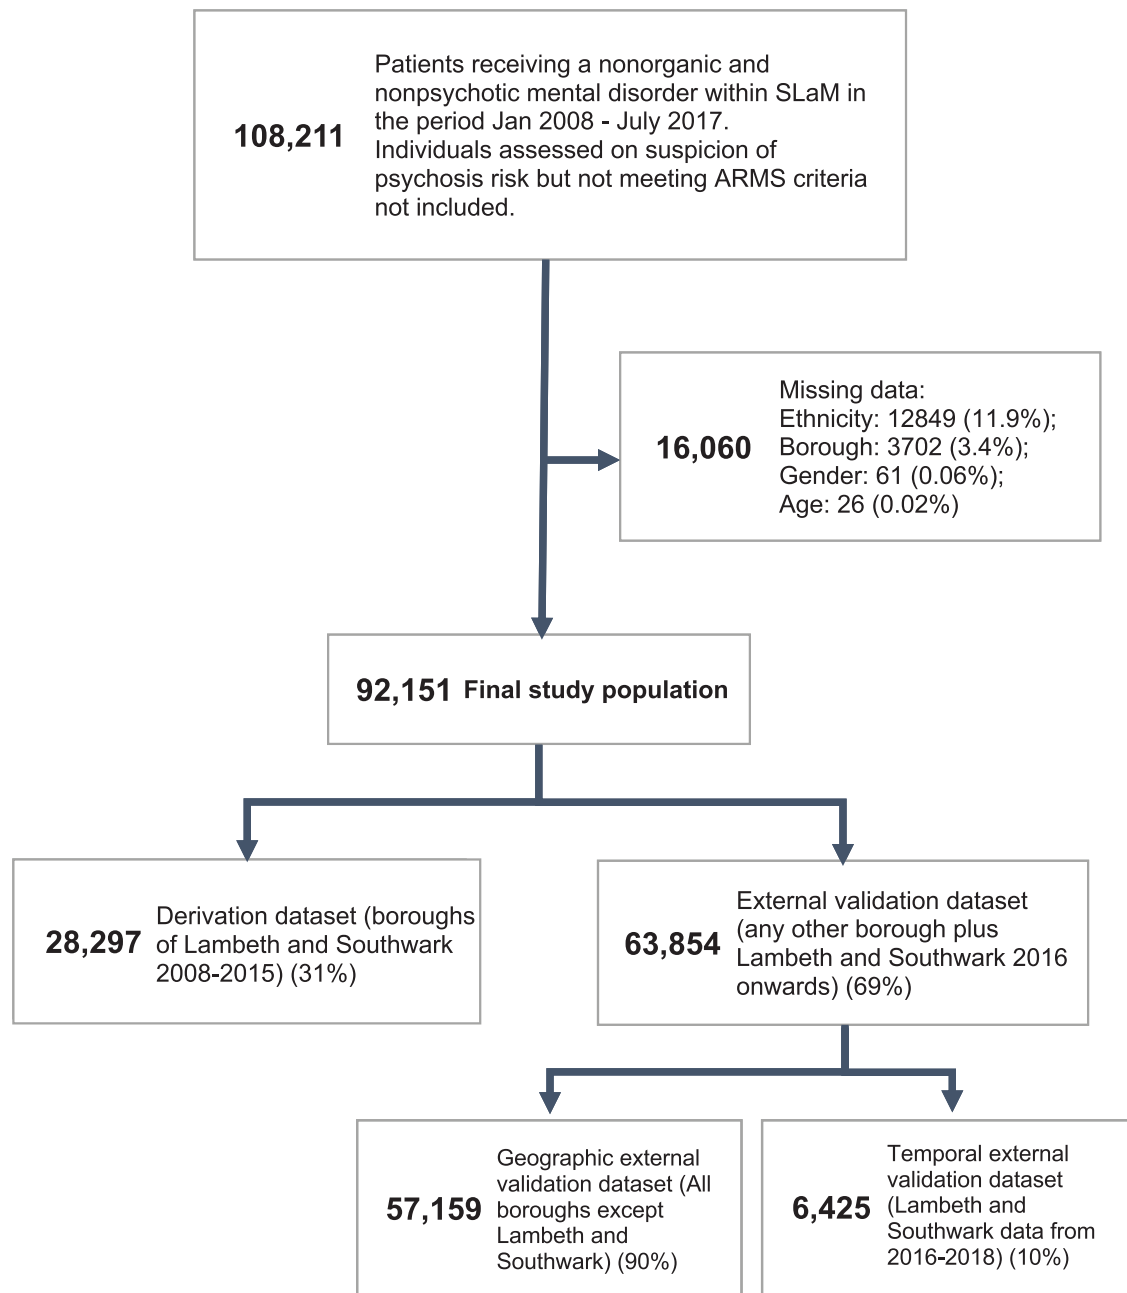 108,211
Patients receiving a nonorganic and
nonpsychotic mental disorder within SLaM in
the period Jan 2008 - July 2017.
Individuals assessed on suspicion of
psychosis risk but not meeting ARMS criteria
not included.
16,060
Missing data:
Ethnicity: 12849 (11.9%);
Borough: 3702 (3.4%);
Gender: 61 (0.06%);
Age: 26 (0.02%)
92,151 Final study population
28,297
Derivation dataset (boroughs
of Lambeth and Southwark
2008-2015) (31%)
63,854
External validation dataset
(any other borough plus
Lambeth and Southwark 2016
onwards) (69%)
57,159
Geographic external
validation dataset (All
boroughs except
Lambeth and
Southwark) (90%)
6,425
Temporal external
validation dataset
(Lambeth and
Southwark data from
2016-2018) (10%)